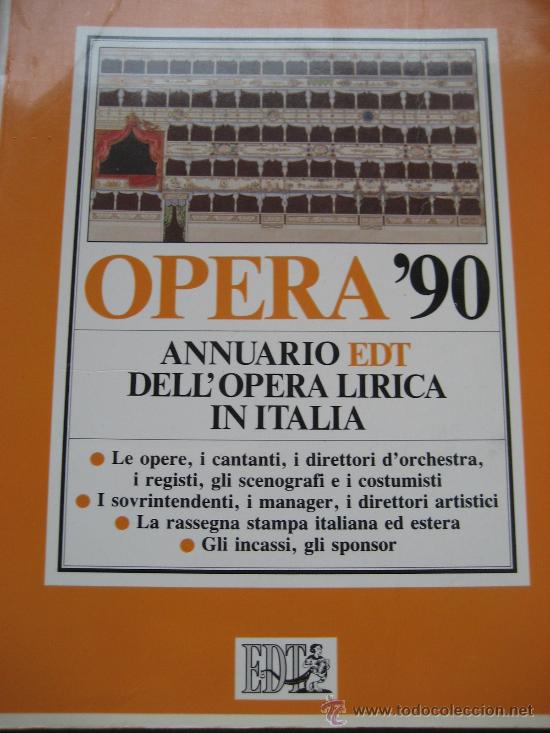 OPERA '90
ANNUARIO EDT
DELL'OPERA LIRICA
IN ITALIA
● Le opere, i cantanti, i direttori d'orchestra,
i registi, gli scenografi e i costumisti
● I sovrintendenti, i manager, i direttori artistici
● La rassegna stampa italiana ed estera
● Gli incassi, gli sponsor
EDT
todocoleccion
www.todocoleccion.net